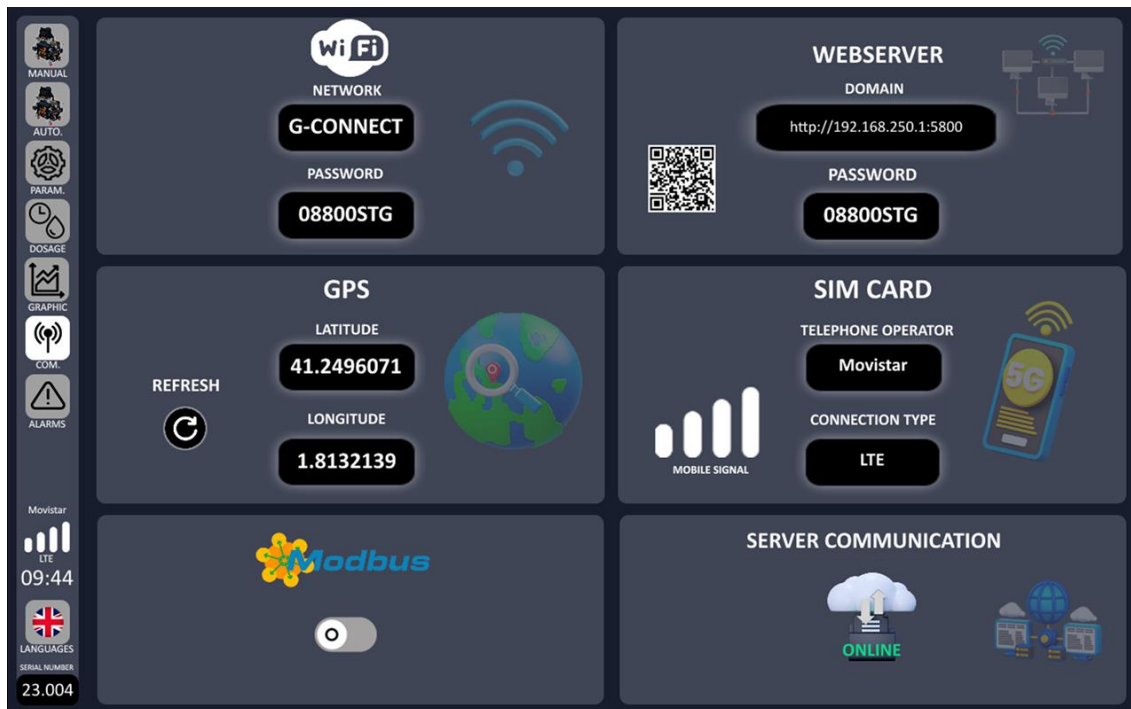 MANUAL
AUTO.
PARAM.
DOSAGE
GRAPHIC
COM.
ALARMS
Movistar
LTE
09:44
LANGUAGES
SERIAL NUMBER
23.004
WiFi
NETWORK
G-CONNECT
PASSWORD
08800STG
WEBSERVER
DOMAIN
http://192.168.250.1:5800
PASSWORD
08800STG
GPS
LATITUDE
41.2496071
REFRESH
LONGITUDE
1.8132139
SIM CARD
TELEPHONE OPERATOR
Movistar
5G
CONNECTION TYPE
LTE
MOBILE SIGNAL
Modbus
SERVER COMMUNICATION
ONLINE